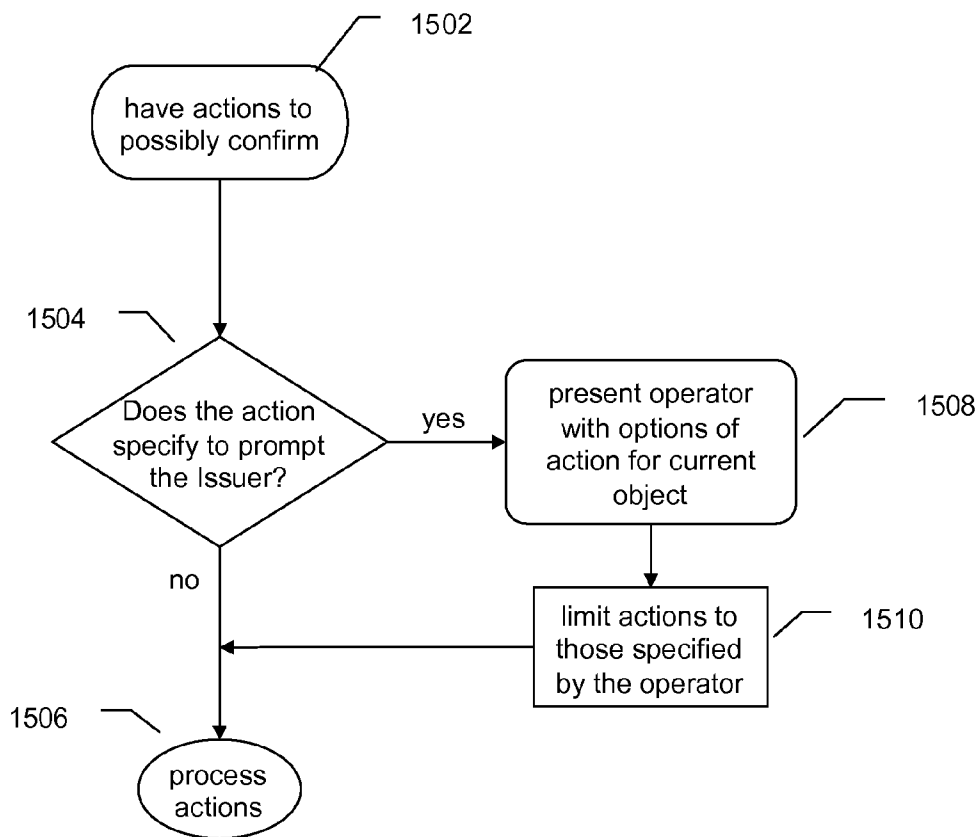 1502
have actions to
possibly confirm
1504
Does the action
specify to prompt
the Issuer?
yes
present operator
with options of
action for current
object
1508
no
limit actions to
those specified
by the operator
1510
1506
process
actions